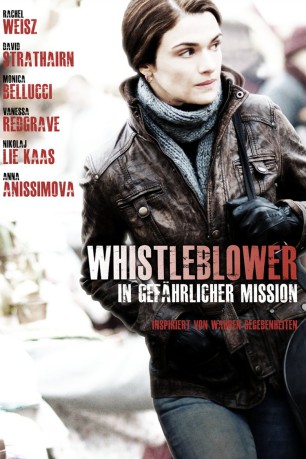 RACHEL
WEISZ
DAVID
STRATHAIRN
MONICA
BELLUCCI
VANESSA
REDGRAVE
NIKOLAJ
LIE KAAS
ANNA
ANISSIMOVA
WHISTLEBLOWER
IN GEFÄHRLICHER MISSION
INSPIRIERT VON WAHREN BEGEBENHEITEN